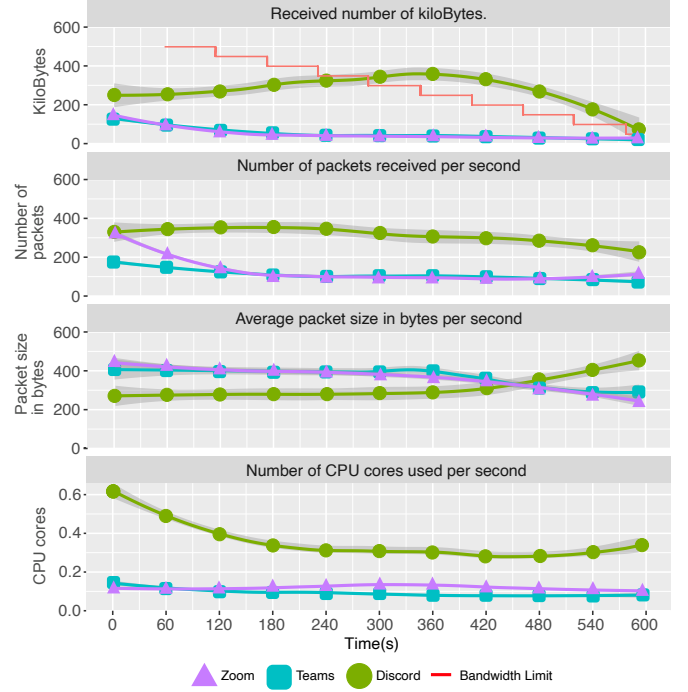 Received number of kiloBytes.
KiloBytes
600
400
200
0
Number of packets received per second
Number of
packets
600
400
200
0
Average packet size in bytes per second
Packet size
in bytes
600
400
200
0
Number of CPU cores used per second
CPU cores
0.6
0.4
0.2
0.0
0 60 120 180 240 300 360 420 480 540 600
Time(s)
Zoom Teams Discord Bandwidth Limit